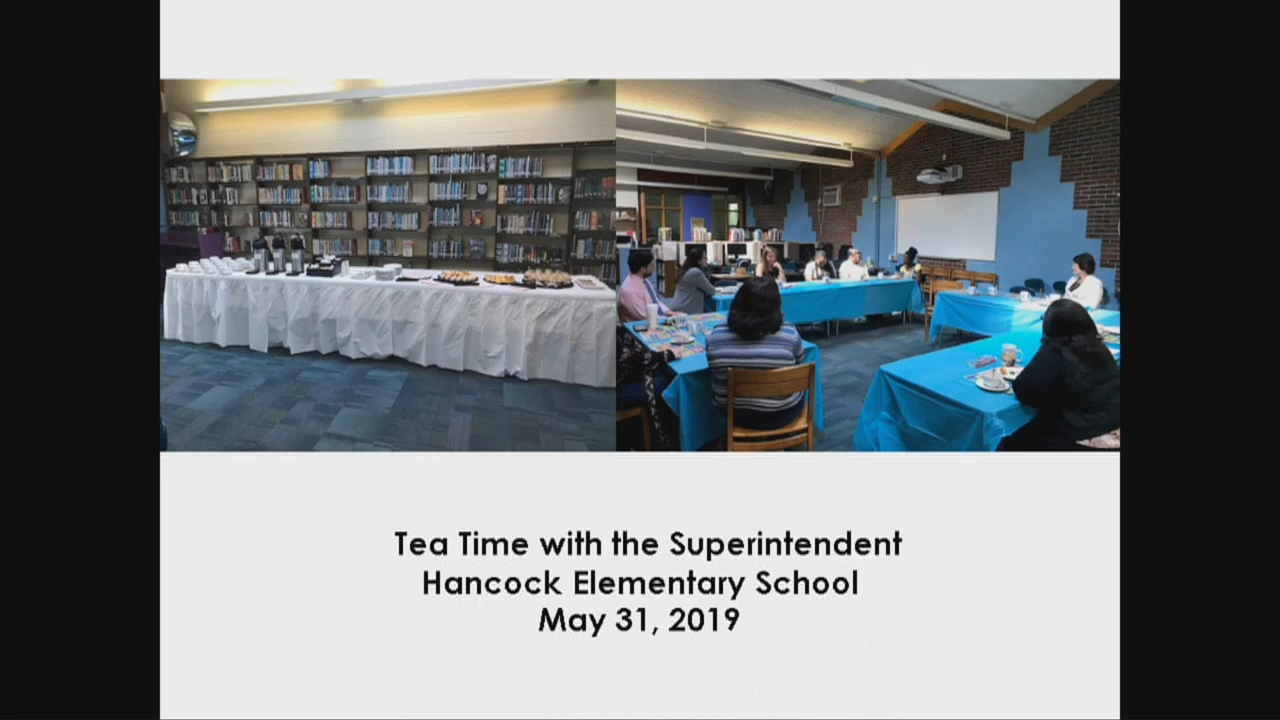 Tea Time with the Superintendent
Hancock Elementary School
May 31, 2019